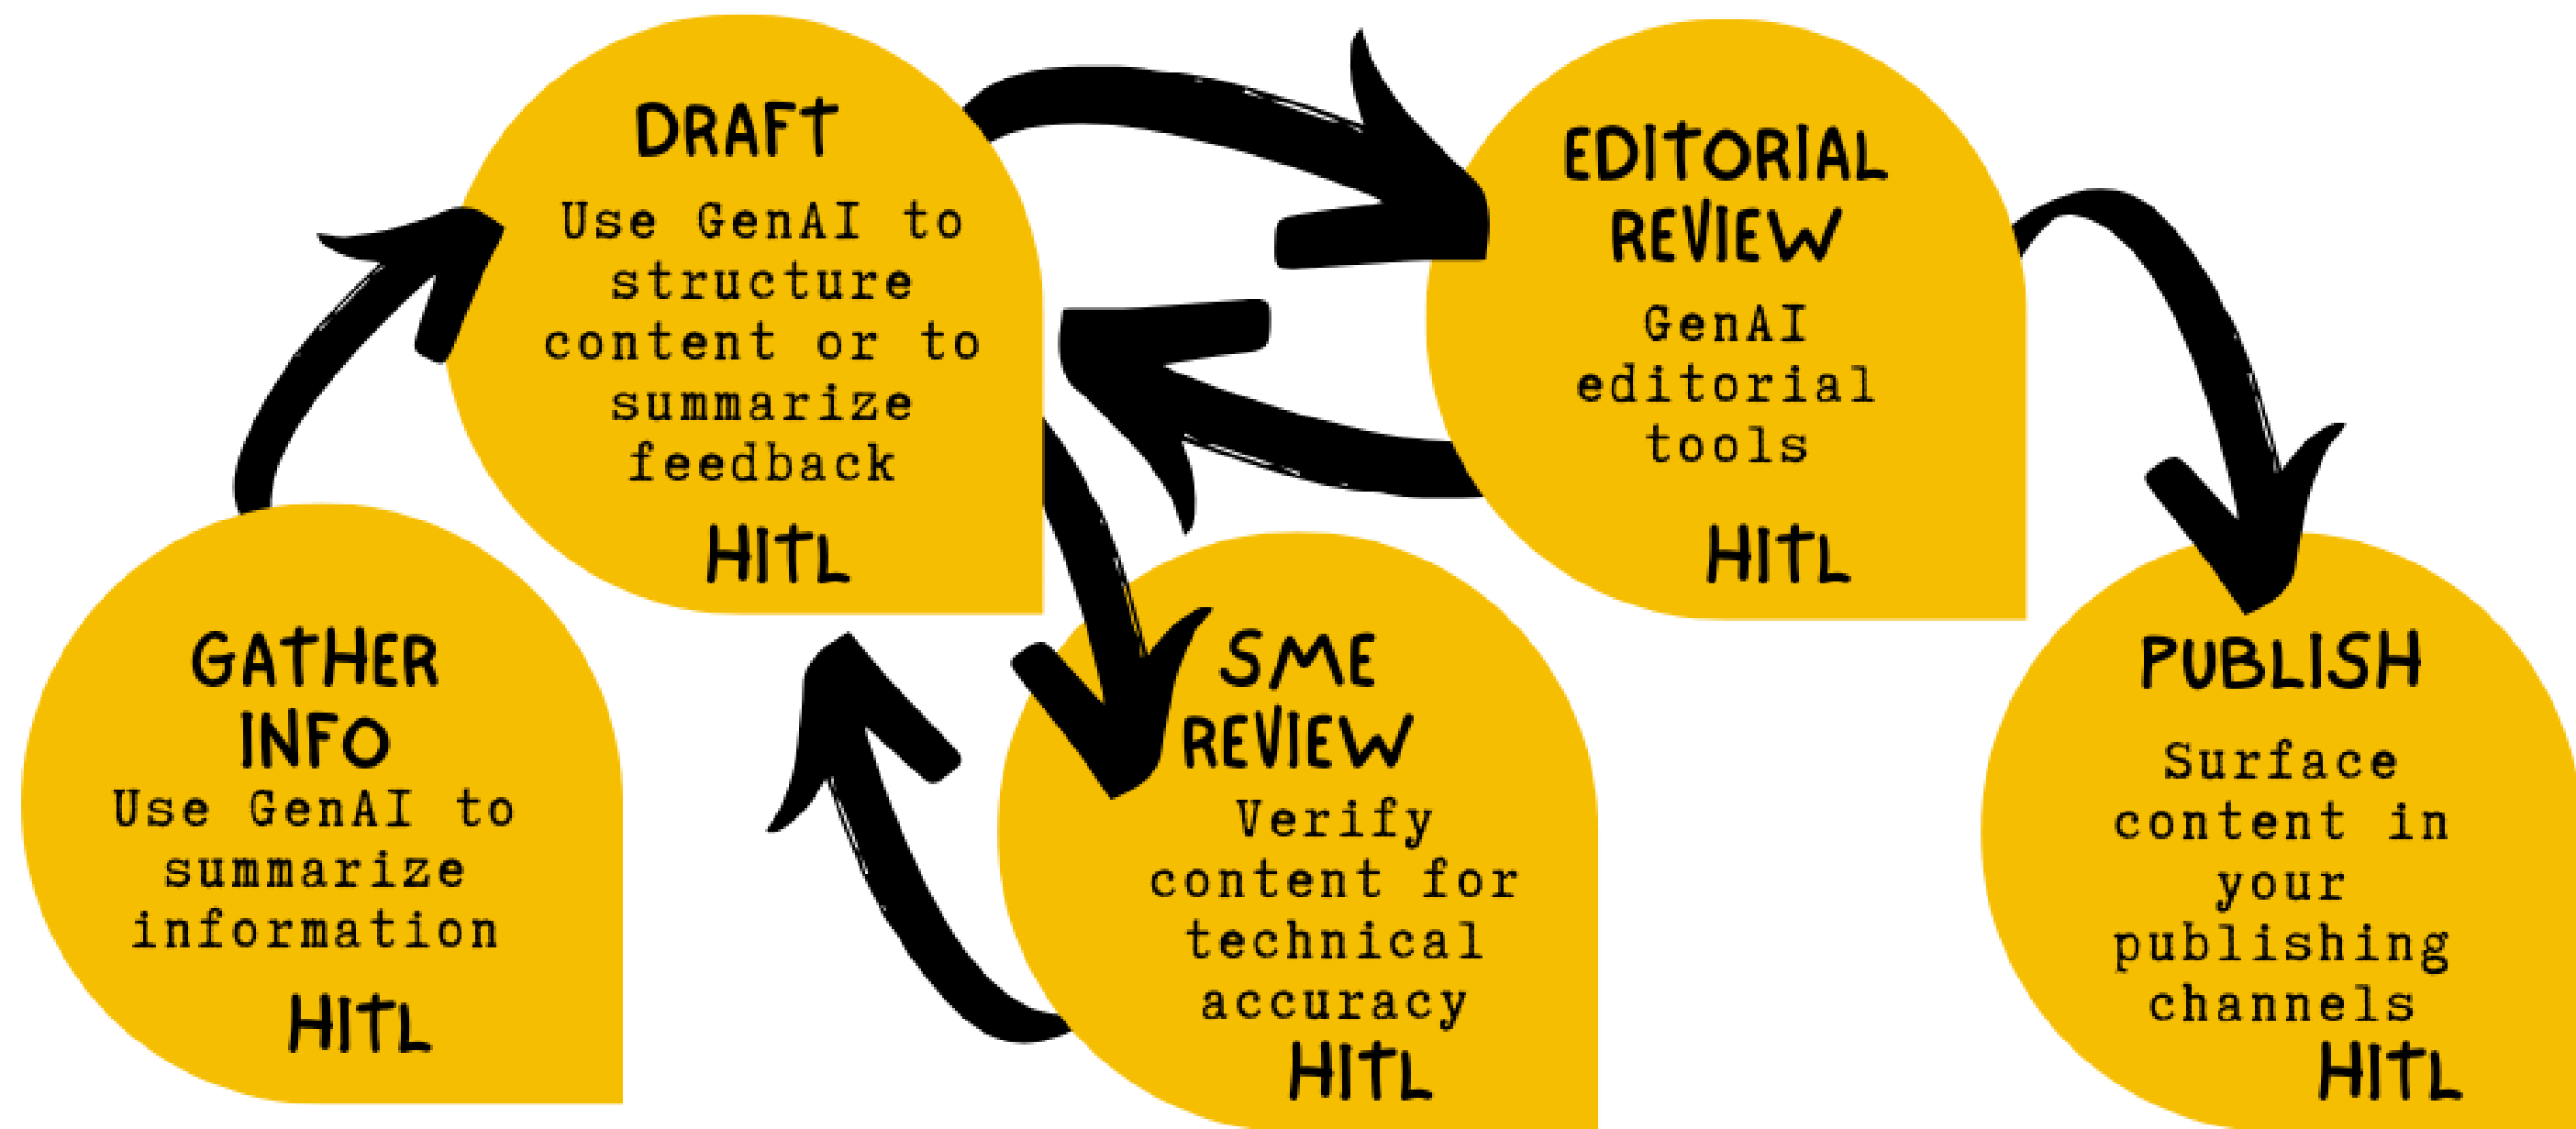 DRAFT
Use GenAI to
structure
content or to
summarize
feedback
HITL
EDITORIAL
REVIEW
GenAI
editorial
tools
HITL
GATHER
INFO
Use GenAI to
summarize
information
HITL
SME
REVIEW
Verify
content for
technical
accuracy
HITL
PUBLISH
Surface
content in
your
publishing
channels
HITL